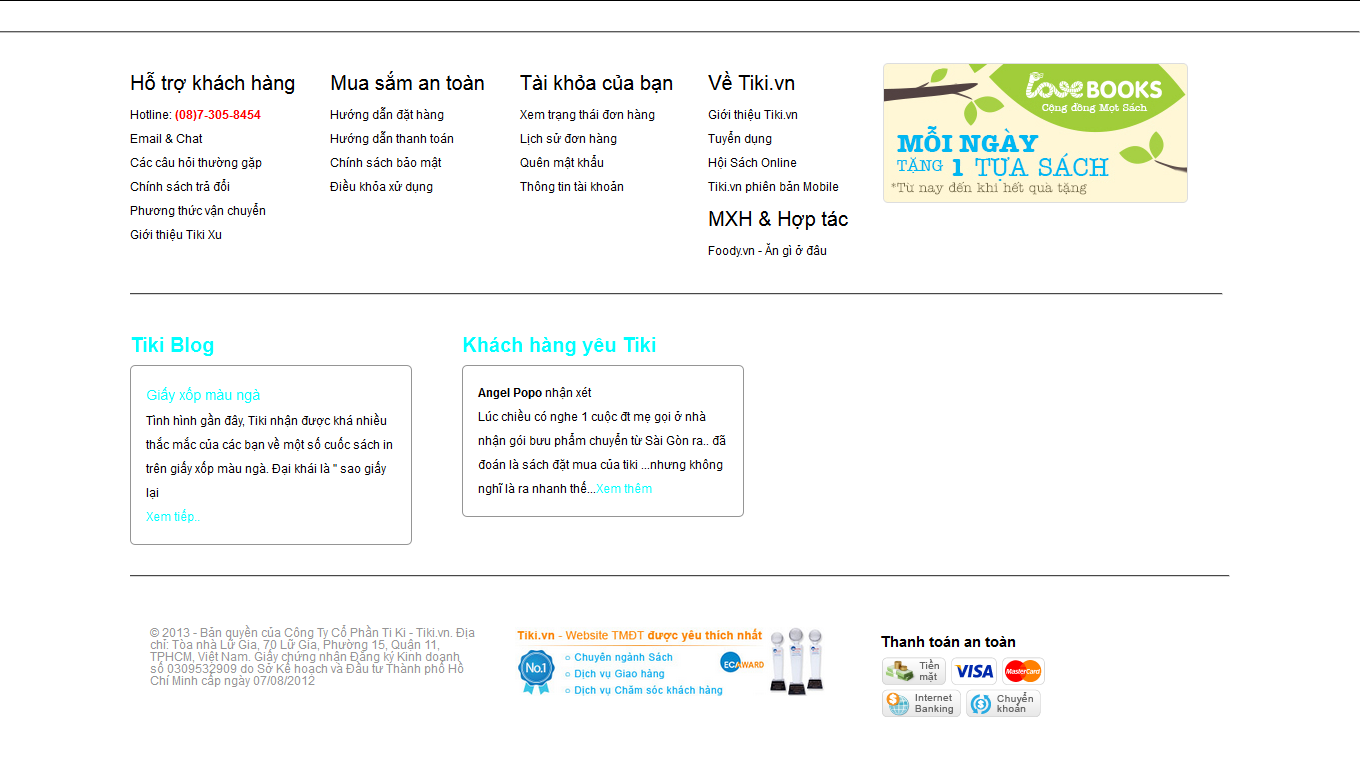 Hỗ trợ khách hàng
Hotline: (08)7-305-8454
Email & Chat
Các câu hỏi thường gặp
Chính sách trả đổi
Phương thức vận chuyển
Giới thiệu Tiki Xu
Mua sắm an toàn
Hướng dẫn đặt hàng
Hướng dẫn thanh toán
Chính sách bảo mật
Điều khỏa xử dụng
Tài khỏa của bạn
Xem trạng thái đơn hàng
Lịch sử đơn hàng
Quên mật khẩu
Thông tin tài khoản
Về Tiki.vn
Giới thiệu Tiki.vn
Tuyển dụng
Hội Sách Online
Tiki.vn phiên bản Mobile
MXH & Hợp tác
Foody.vn - Ăn gì ở đâu
Love BOOKS
Cộng đồng Mọt Sách
MỖI NGÀY
TẶNG 1 TỰA SÁCH
*Từ nay đến khi hết quà tặng
Tiki Blog
Giấy xốp màu ngà
Tình hình gần đây, Tiki nhận được khá nhiều
thắc mắc của các bạn về một số cuốc sách in
trên giấy xốp màu ngà. Đại khái là " sao giấy
lại
Xem tiếp..
Khách hàng yêu Tiki
Angel Popo nhận xét
Lúc chiều có nghe 1 cuộc đt mẹ gọi ở nhà
nhận gói bưu phẩm chuyển từ Sài Gòn ra.. đã
đoán là sách đặt mua của tiki ...nhưng không
nghĩ là ra nhanh thế...Xem thêm
© 2013 - Bản quyền của Công Ty Cổ Phần Ti Ki - Tiki.vn. Địa
chỉ: Tòa nhà Lữ Gia, 70 Lữ Gia, Phường 15, Quận 11,
TPHCM, Việt Nam. Giấy chứng nhận Đăng ký Kinh doanh
số 0309532909 do Sở Kế hoạch và Đầu tư Thành phố Hồ
Chí Minh cấp ngày 07/08/2012
Tiki.vn - Website TMĐT được yêu thích nhất
No.1
Chuyên ngành Sách
Dịch vụ Giao hàng
Dịch vụ Chăm sóc khách hàng
ECAWARD
Thanh toán an toàn
Tiền
mặt
VISA
MasterCard
Internet
Banking
Chuyển
khoản